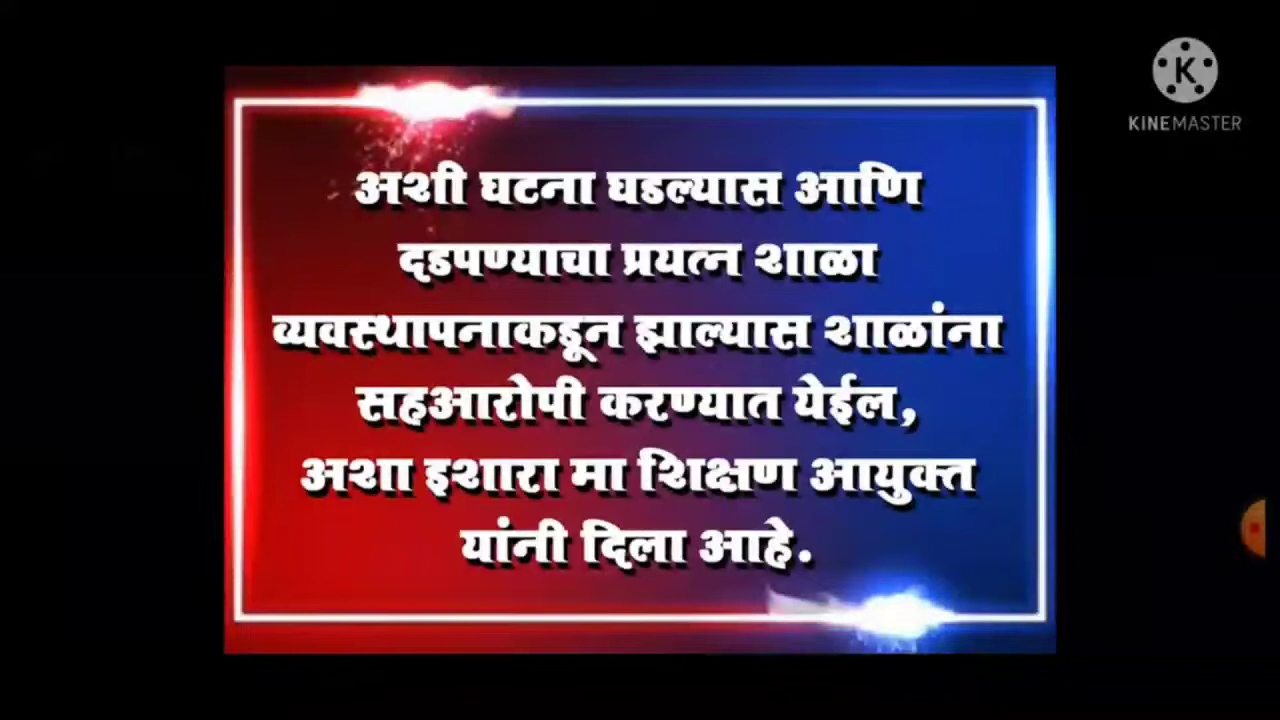 KINEMASTER
अशी घटना घडल्यास आणि
दडपण्याचा प्रयत्न शाळा
व्यवस्थापनाकडून झाल्यास शाळांना
सहआरोपी करण्यात येईल,
अशा इशारा मा शिक्षण आयुक्त
यांनी दिला आहे.